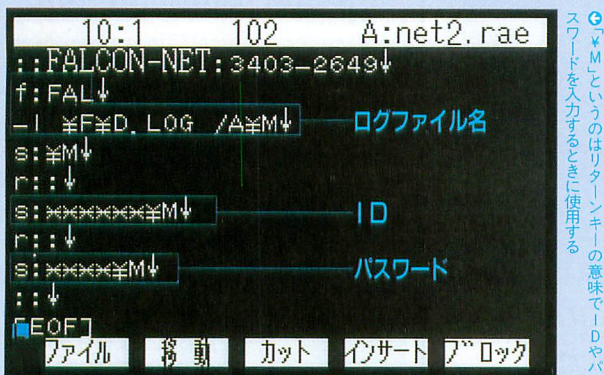 10:1 102 A:net2.rae
::FALCON-NET:3403-2649↓
f:FAL↓
-l ¥F¥D.LOG /A¥M↓
ログファイル名
s:¥M↓
r::↓
s:******¥M↓
ID
r::↓
s:****¥M↓
パスワード
::↓
[EOF]
ファイル 移動 カット インサート ブロック
「¥M」というのはリターンキーの意味でIDやパ
スワードを入力するときに使用する